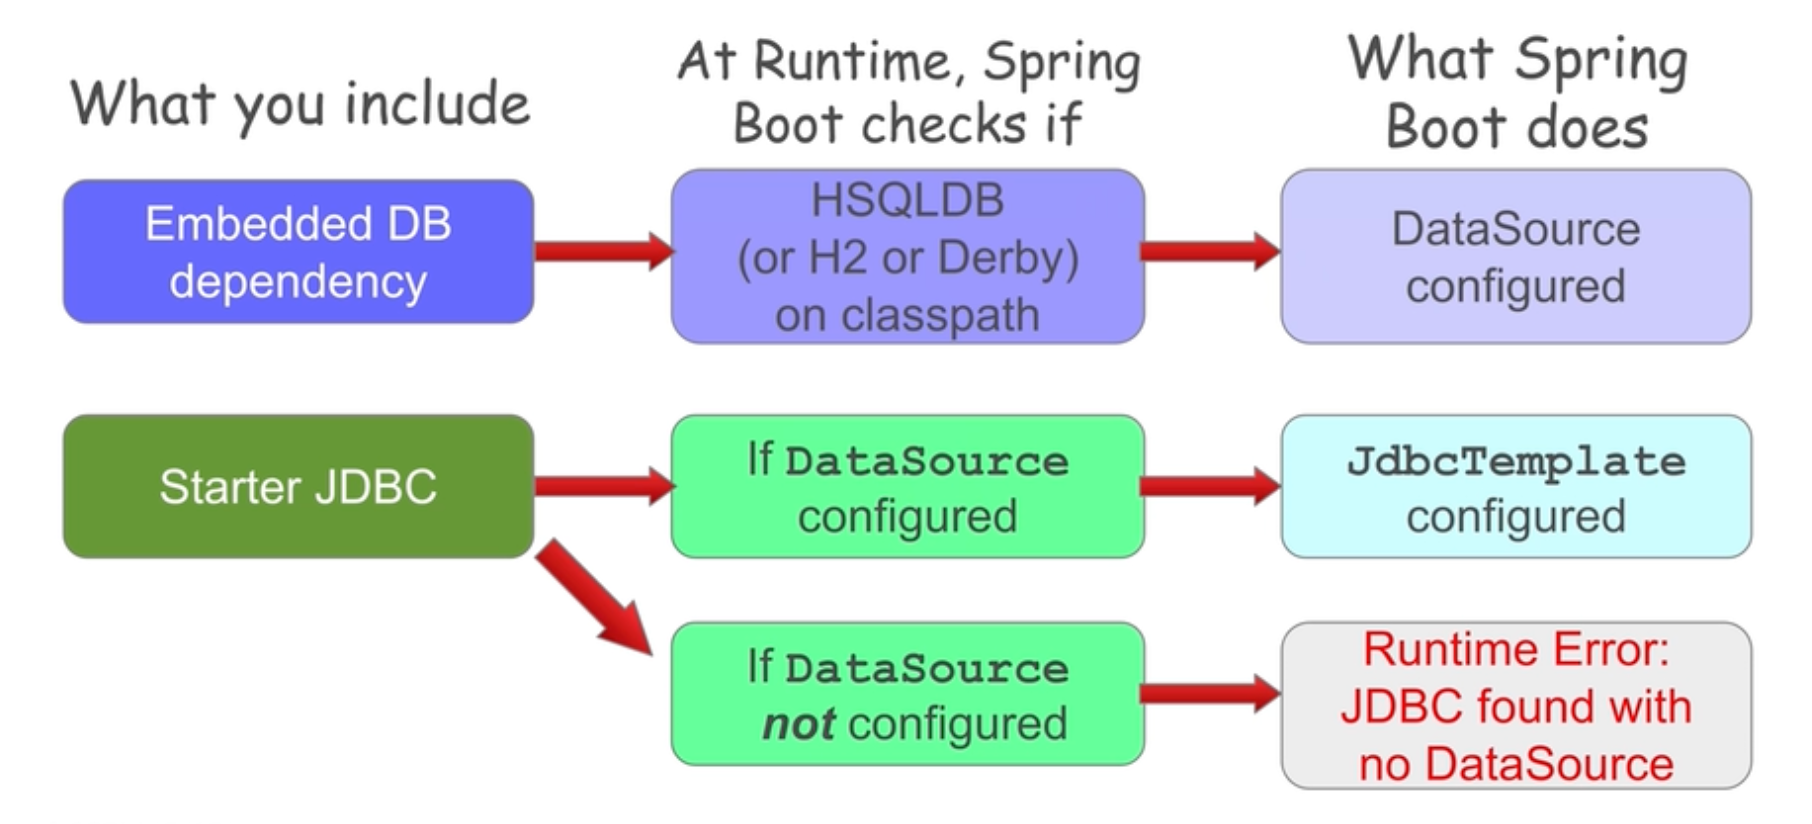 What you include
At Runtime, Spring
Boot checks if
What Spring
Boot does
Embedded DB
dependency
HSQLDB
(or H2 or Derby)
on classpath
DataSource
configured
Starter JDBC
If DataSource
configured
JdbcTemplate
configured
If DataSource
not configured
Runtime Error:
JDBC found with
no DataSource